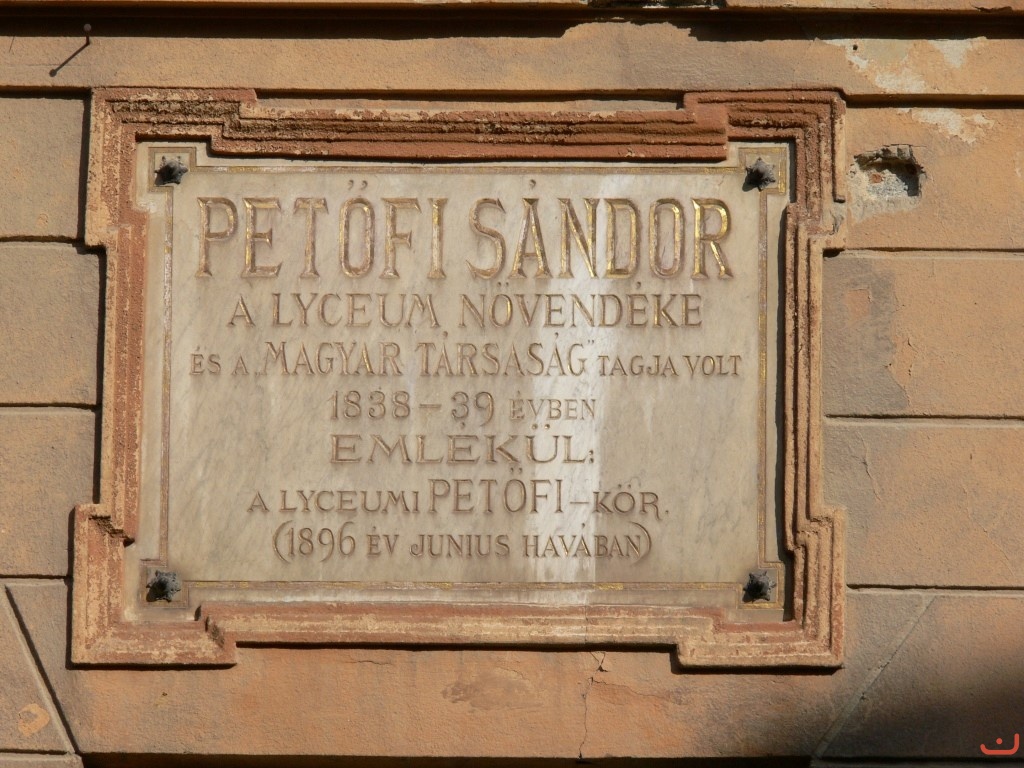 PETŐFI SÁNDOR
A LYCEUM NÖVENDÉKE
ÉS A „MAGYAR TÁRSASÁG" TAGJA VOLT
1838-39 ÉVBEN
EMLÉKÜL:
A LYCEUMI PETŐFI-KÖR.
(1896 ÉV JUNIUS HAVÁBAN)